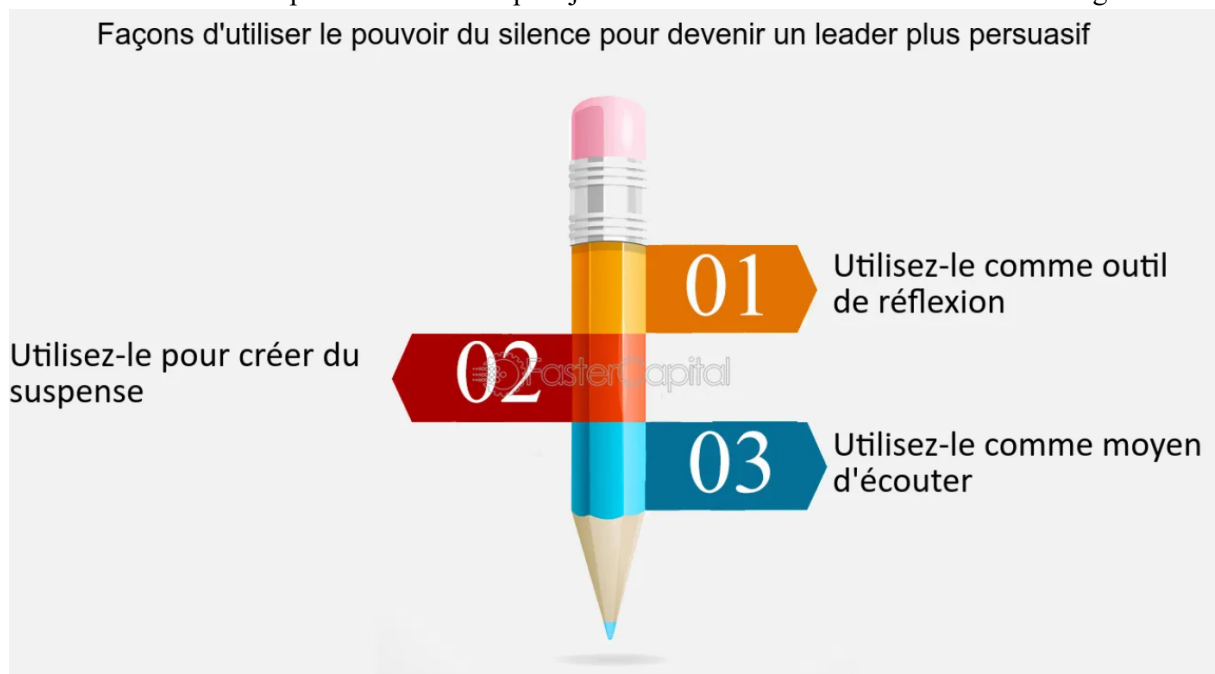 Façons d'utiliser le pouvoir du silence pour devenir un leader plus persuasif
01
Utilisez-le comme outil
de réflexion
Utilisez-le pour créer du
suspense
02
FasterCapital
03
Utilisez-le comme moyen
d'écouter